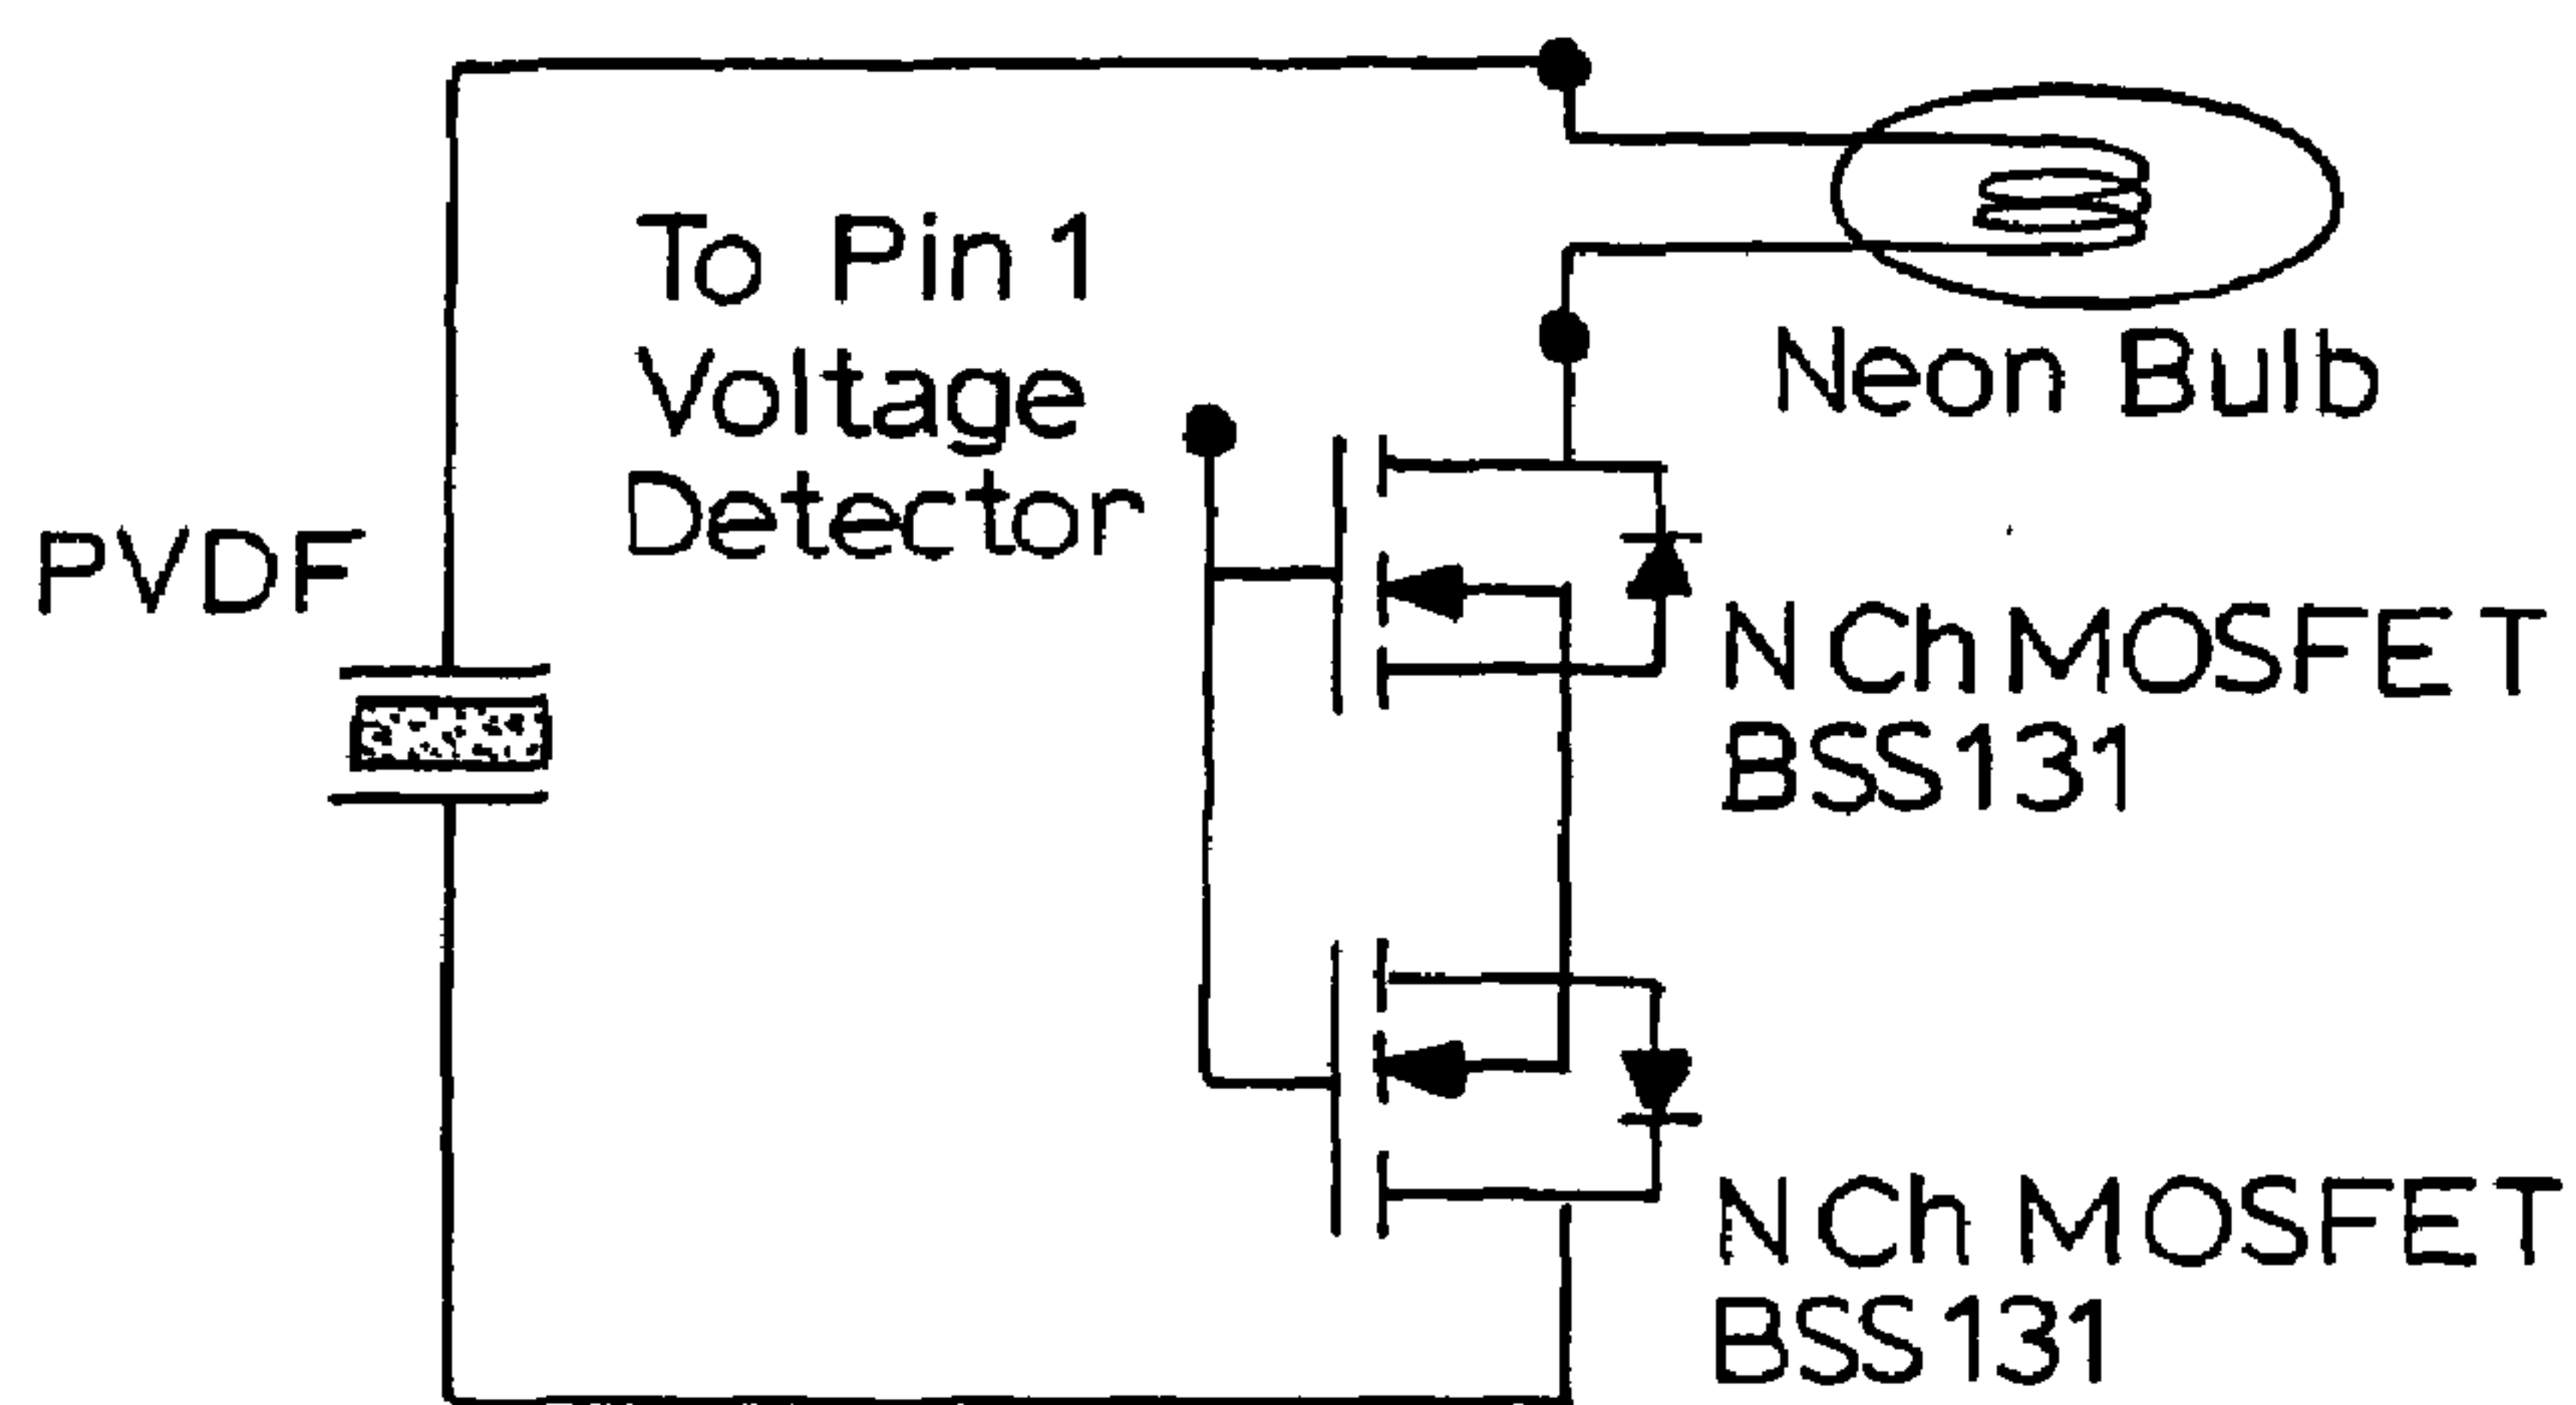 To Pin 1
Voltage
Detector
Neon Bulb
PVDF
N Ch MOSFET
BSS131
N Ch MOSFET
BSS131